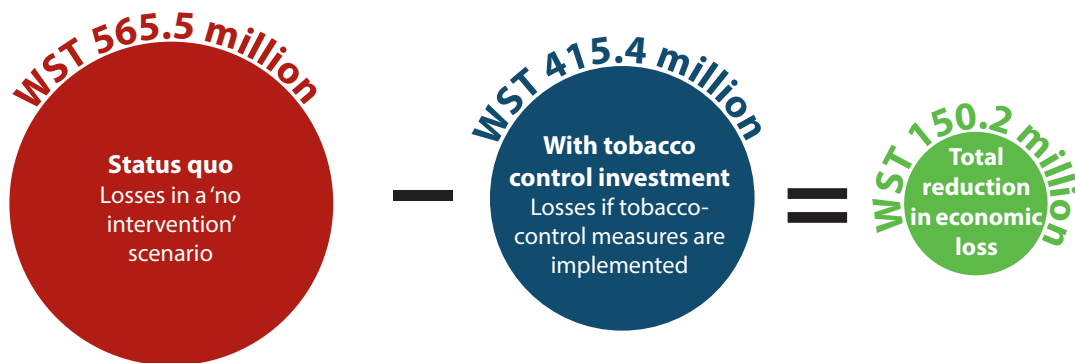 WST 565.5 million
Status quo
Losses in a ‘no
intervention’
scenario
WST 415.4 million
With tobacco
control investment
Losses if tobacco-
control measures are
implemented
WST 150.2 million
Total
reduction
in economic
loss